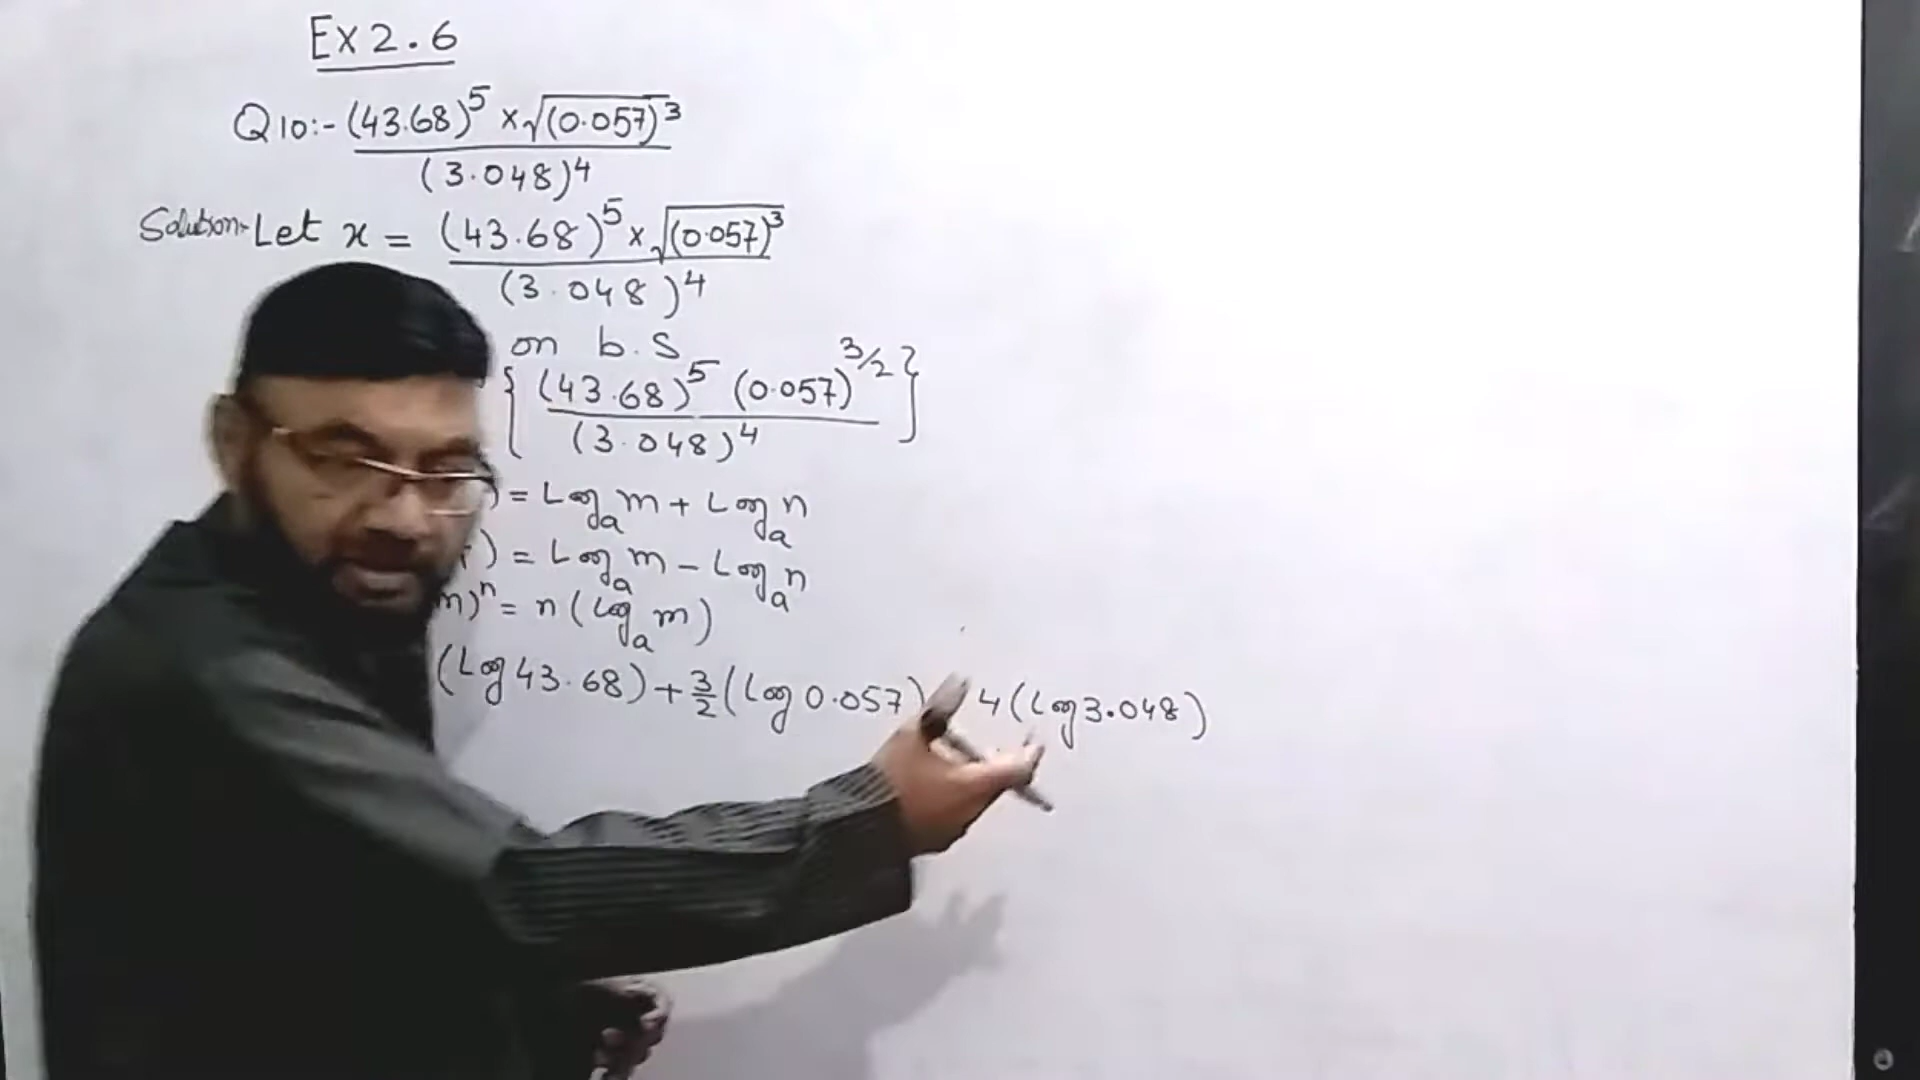 Ex 2.6
Q10:- (43.68)^5 × √(0.057)^3
(3.048)^4
Solution:- Let x = (43.68)^5 × √(0.057)^3
(3.048)^4
on b.s
{ (43.68)^5 (0.057)^3/2 }
(3.048)^4
) = Log_a m + Log_a n
) = Log_a m - Log_a n
m)^n = n (Log_a m)
(Log 43.68) + 3/2 (Log 0.057) 4 (Log 3.048)